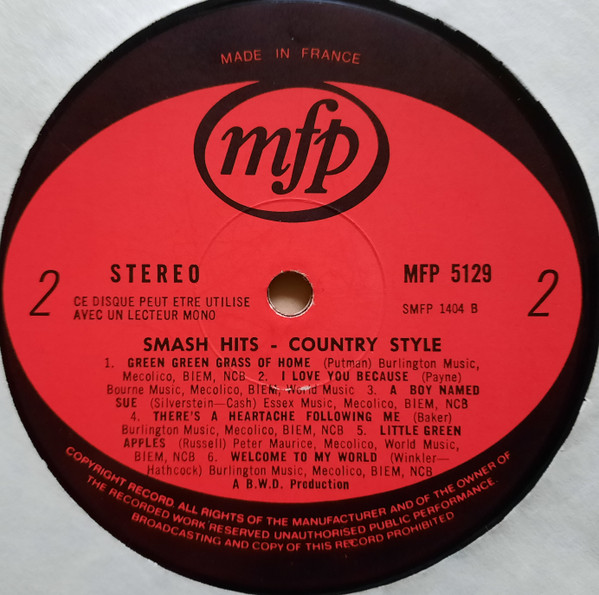 MADE IN FRANCE
mfp
STEREO
MFP 5129
2
CE DISQUE PEUT ETRE UTILISE
AVEC UN LECTEUR MONO
SMFP 1404 B
2
SMASH HITS - COUNTRY STYLE
1. GREEN GREEN GRASS OF HOME (Putman) Burlington Music,
Mecolico, BIEM, NCB 2. I LOVE YOU BECAUSE (Payne)
Bourne Music, Mecolico, BIEM, World Music 3. A BOY NAMED
SUE (Silverstein—Cash) Essex Music, Mecolico, BIEM, NCB
4. THERE'S A HEARTACHE FOLLOWING ME (Baker)
Burlington Music, Mecolico, BIEM, NCB 5. LITTLE GREEN
APPLES (Russell) Peter Maurice, Mecolico, World Music,
BIEM, NCB 6. WELCOME TO MY WORLD (Winkler—
Hathcock) Burlington Music, Mecolico, BIEM, NCB
A B.W.D. Production
COPYRIGHT RECORD. ALL RIGHTS OF THE MANUFACTURER AND OF THE OWNER OF
THE RECORDED WORK RESERVED UNAUTHORISED PUBLIC PERFORMANCE.
BROADCASTING AND COPY OF THIS RECORD PROHIBITED